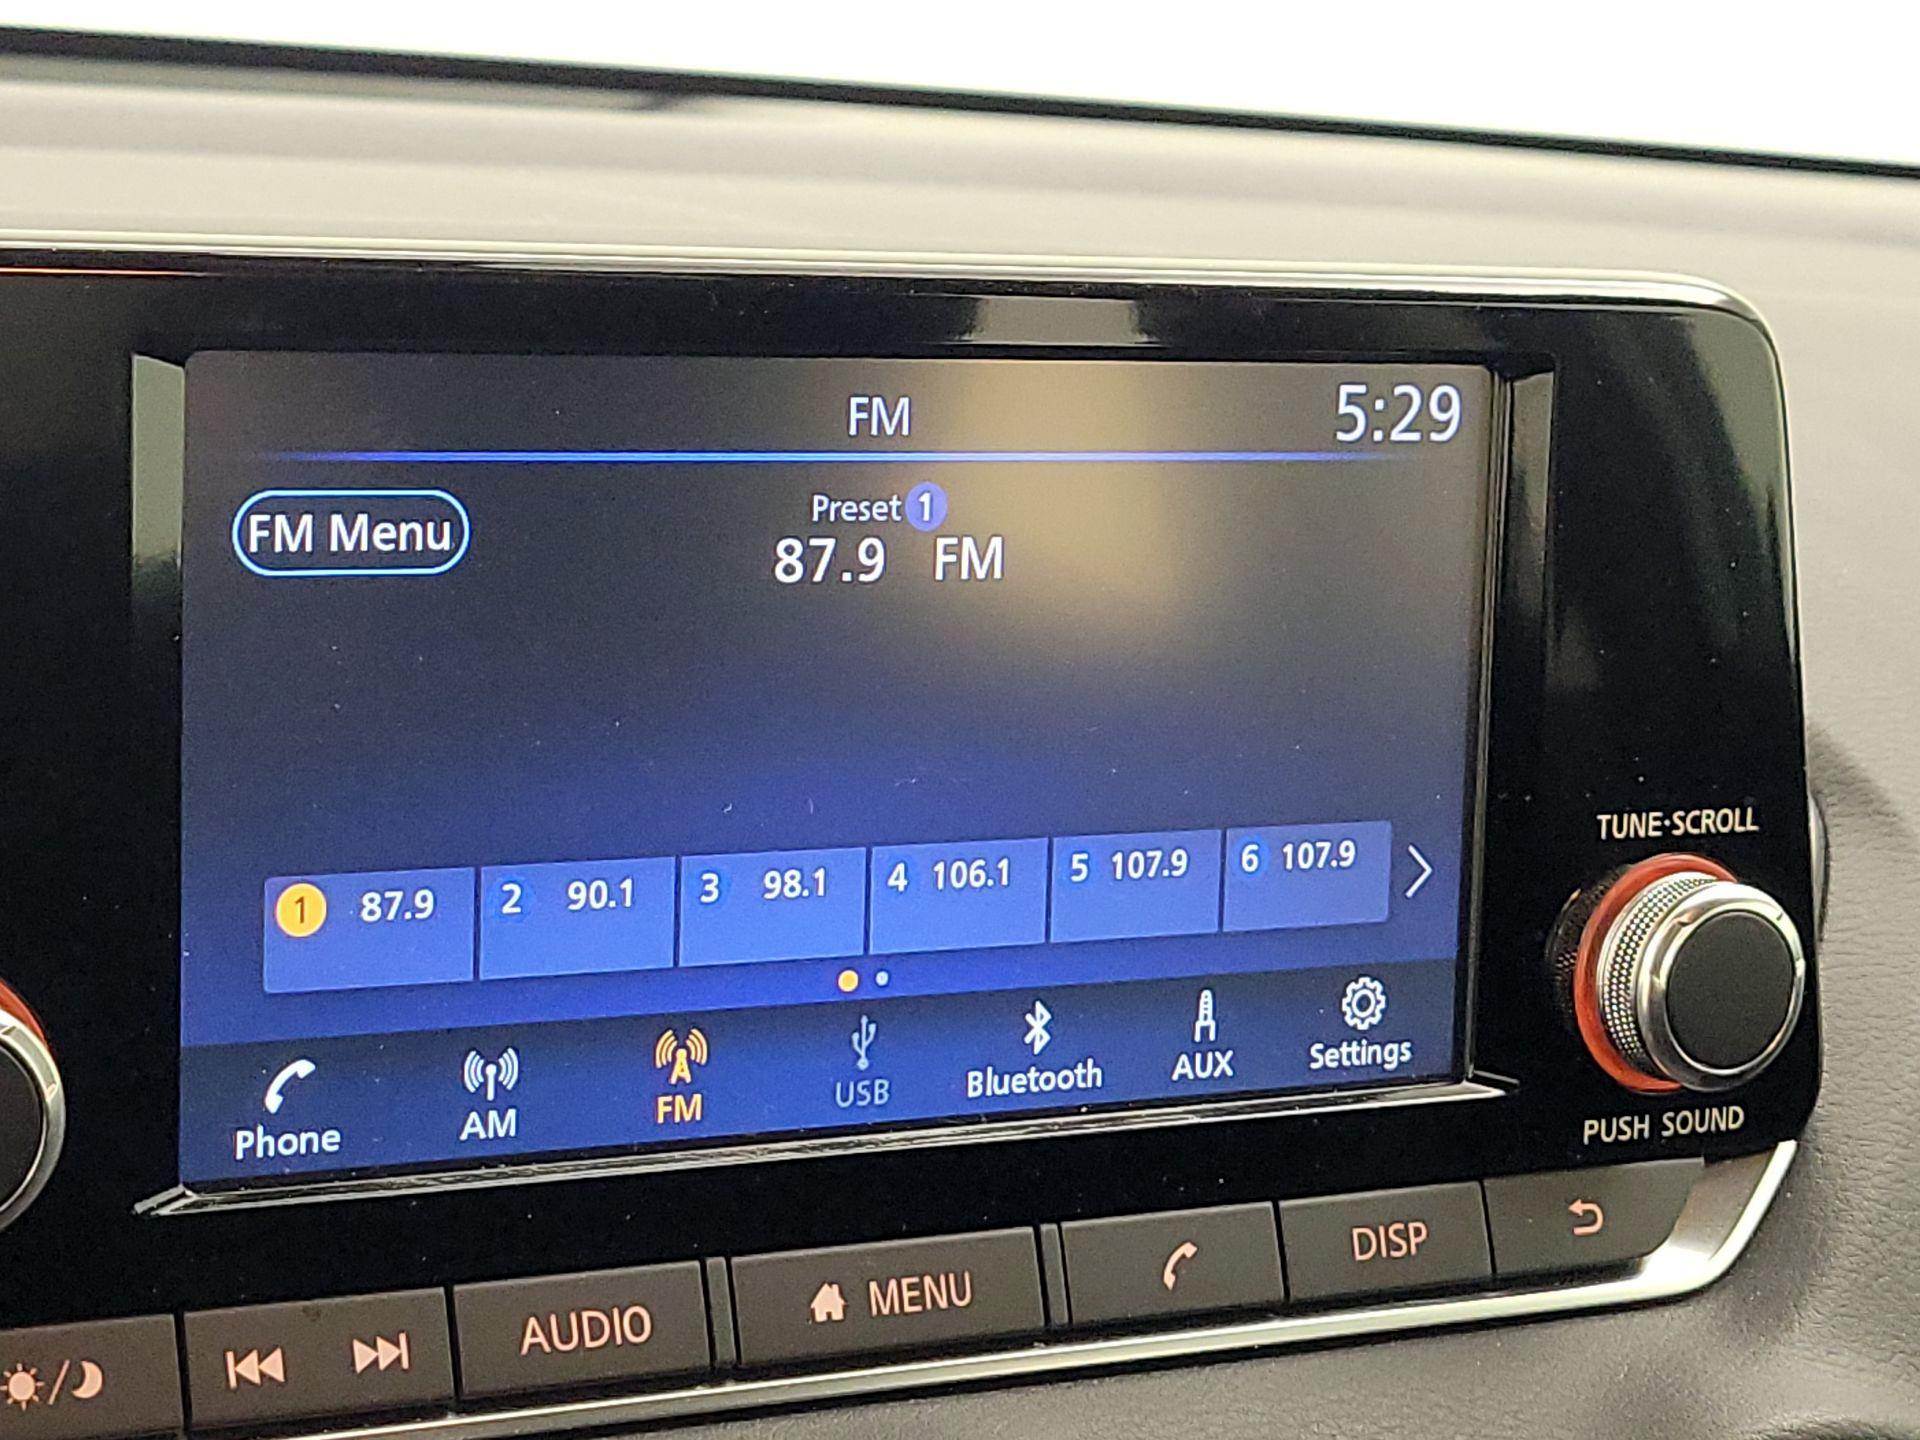 FM 5:29
FM Menu
Preset 1
87.9 FM
1 87.9 2 90.1 3 98.1 4 106.1 5 107.9 6 107.9
Phone AM FM USB Bluetooth AUX Settings
TUNE·SCROLL
PUSH SOUND
AUDIO MENU DISP